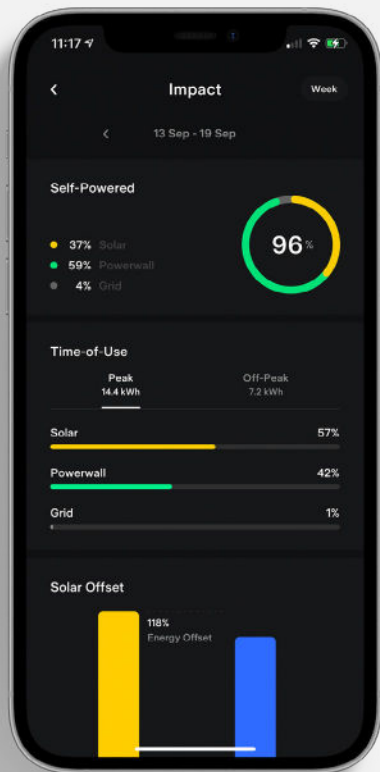 11:17
Impact
Week
13 Sep - 19 Sep
Self-Powered
37% Solar
59% Powerwall
4% Grid
96%
Time-of-Use
Peak
14.4 kWh
Off-Peak
7.2 kWh
Solar
57%
Powerwall
42%
Grid
1%
Solar Offset
118%
Energy Offset